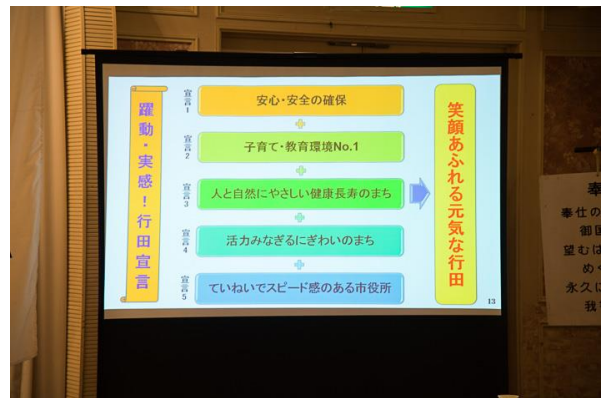 躍動・実感！行田宣言
宣言1
安心・安全の確保
宣言2
子育て・教育環境No.1
宣言3
人と自然にやさしい健康長寿のまち
宣言4
活力みなぎるにぎわいのまち
宣言5
ていねいでスピード感のある市役所
笑顔あふれる元気な行田
13
奉仕の
望むは
めぐ
永久に
我